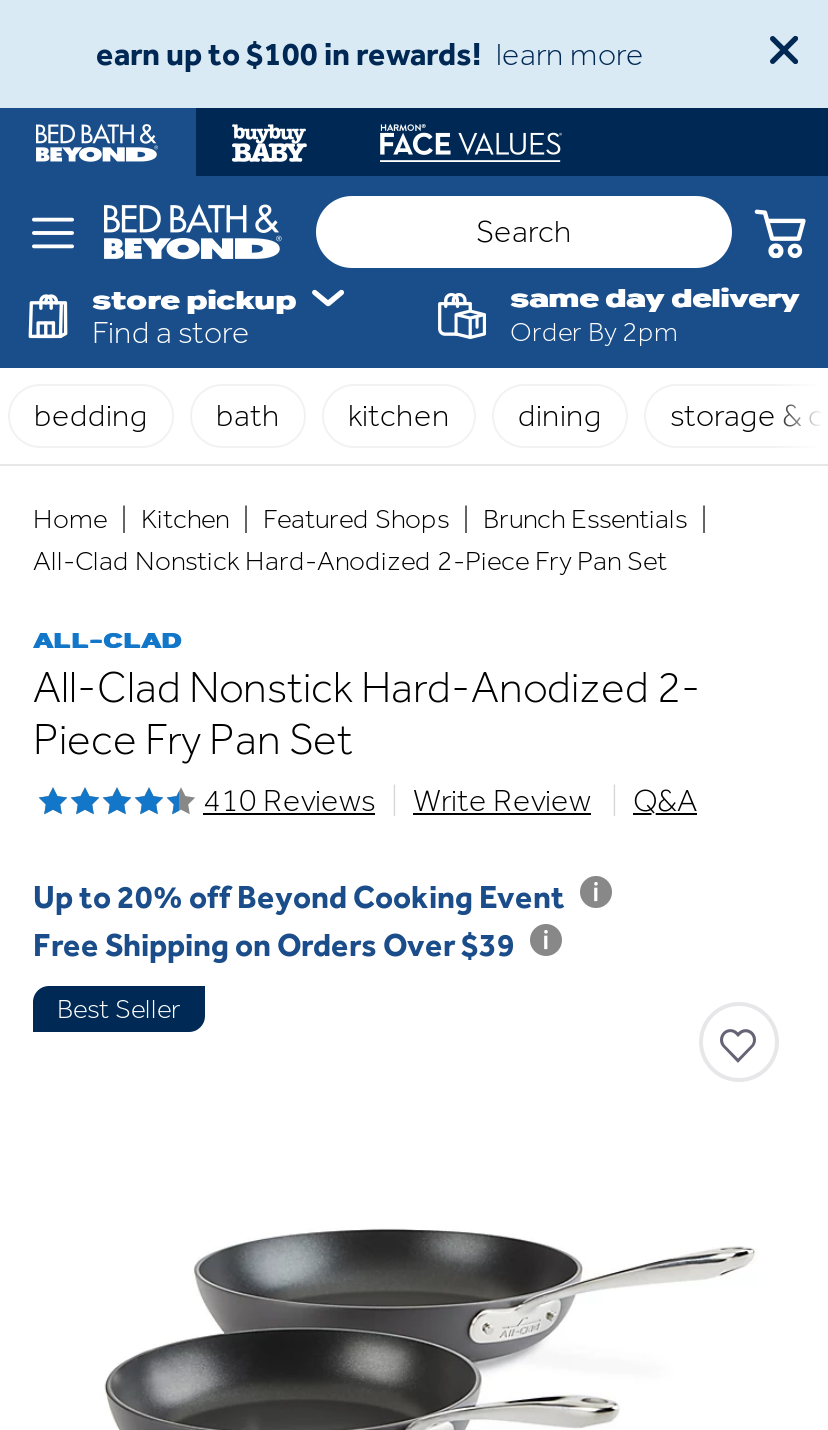 earn up to $100 in rewards! learn more
BED BATH & BEYOND® buybuy BABY HARMON® FACE VALUES
BED BATH & BEYOND®
Search
store pickup
Find a store
same day delivery
Order By 2pm
bedding bath kitchen dining storage &
Home | Kitchen | Featured Shops | Brunch Essentials |
All-Clad Nonstick Hard-Anodized 2-Piece Fry Pan Set
ALL-CLAD
All-Clad Nonstick Hard-Anodized 2-
Piece Fry Pan Set
410 Reviews | Write Review | Q&A
Up to 20% off Beyond Cooking Event i
Free Shipping on Orders Over $39 i
Best Seller
All-Clad